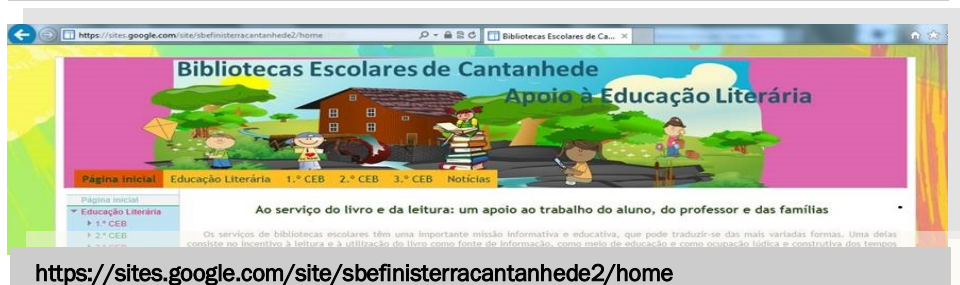 https://sites.google.com/site/sbefinisterracantanhede2/home
Bibliotecas Escolares de Ca... ×
Bibliotecas Escolares de Cantanhede
Apoio à Educação Literária
Página inicial Educação Literária 1.º CEB 2.º CEB 3.º CEB Notícias
Página inicial
Educação Literária
1.º CEB
2.º CEB
Ao serviço do livro e da leitura: um apoio ao trabalho do aluno, do professor e das famílias
Os serviços de bibliotecas escolares têm uma importante missão informativa e educativa, que pode traduzir-se das mais variadas formas. Uma delas
consiste no incentivo à leitura e à utilização do livro como fonte de informação, como meio de educação e como ocupação lúdica e construtiva dos tempos
https://sites.google.com/site/sbefinisterracantanhede2/home